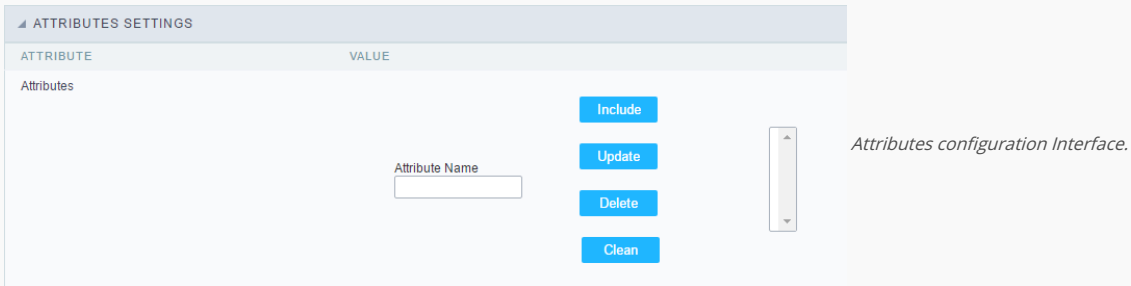 ATTRIBUTES SETTINGS
ATTRIBUTE VALUE
Attributes
Attribute Name
Include
Update
Delete
Clean
Attributes configuration Interface.